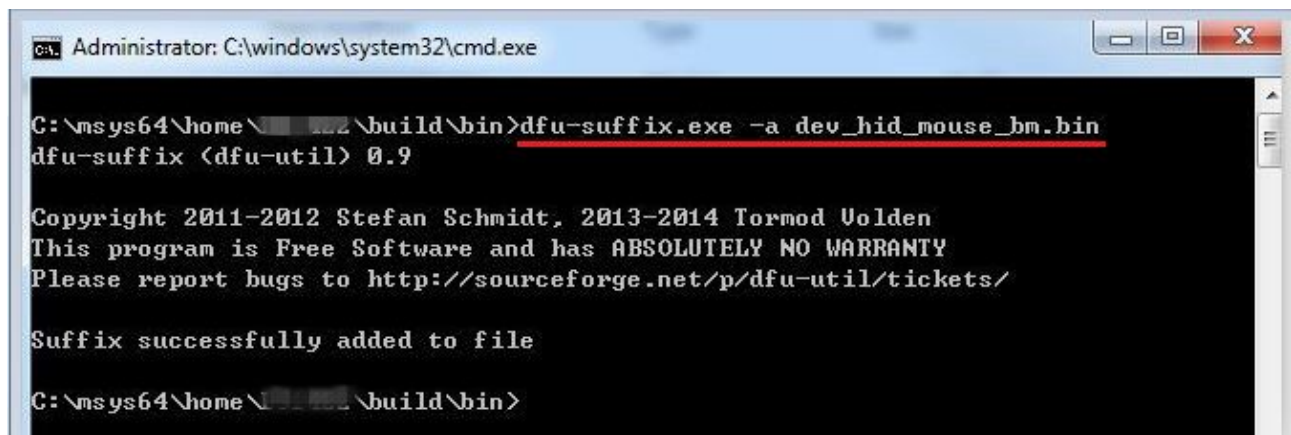 Administrator: C:\windows\system32\cmd.exe
C:\msys64\home\ \build\bin>dfu-suffix.exe -a dev_hid_mouse_bm.bin
dfu-suffix (dfu-util) 0.9
Copyright 2011-2012 Stefan Schmidt, 2013-2014 Tormod Volden
This program is Free Software and has ABSOLUTELY NO WARRANTY
Please report bugs to http://sourceforge.net/p/dfu-util/tickets/
Suffix successfully added to file
C:\msys64\home\ \build\bin>